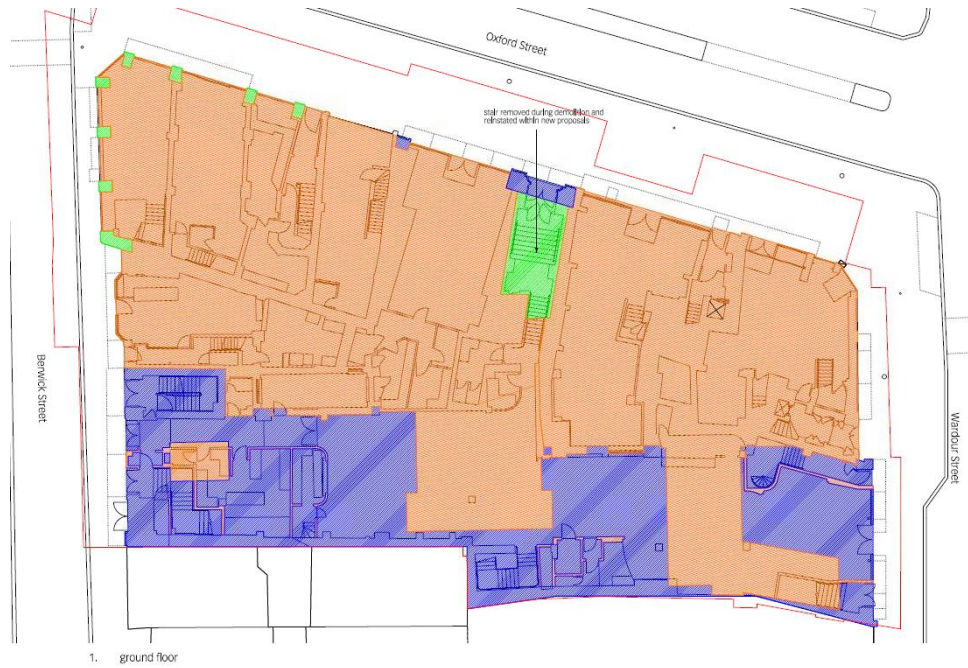 Oxford Street
stair removed during demolition and
reinstated within new proposals
Berwick Street
Wardour Street
1. ground floor